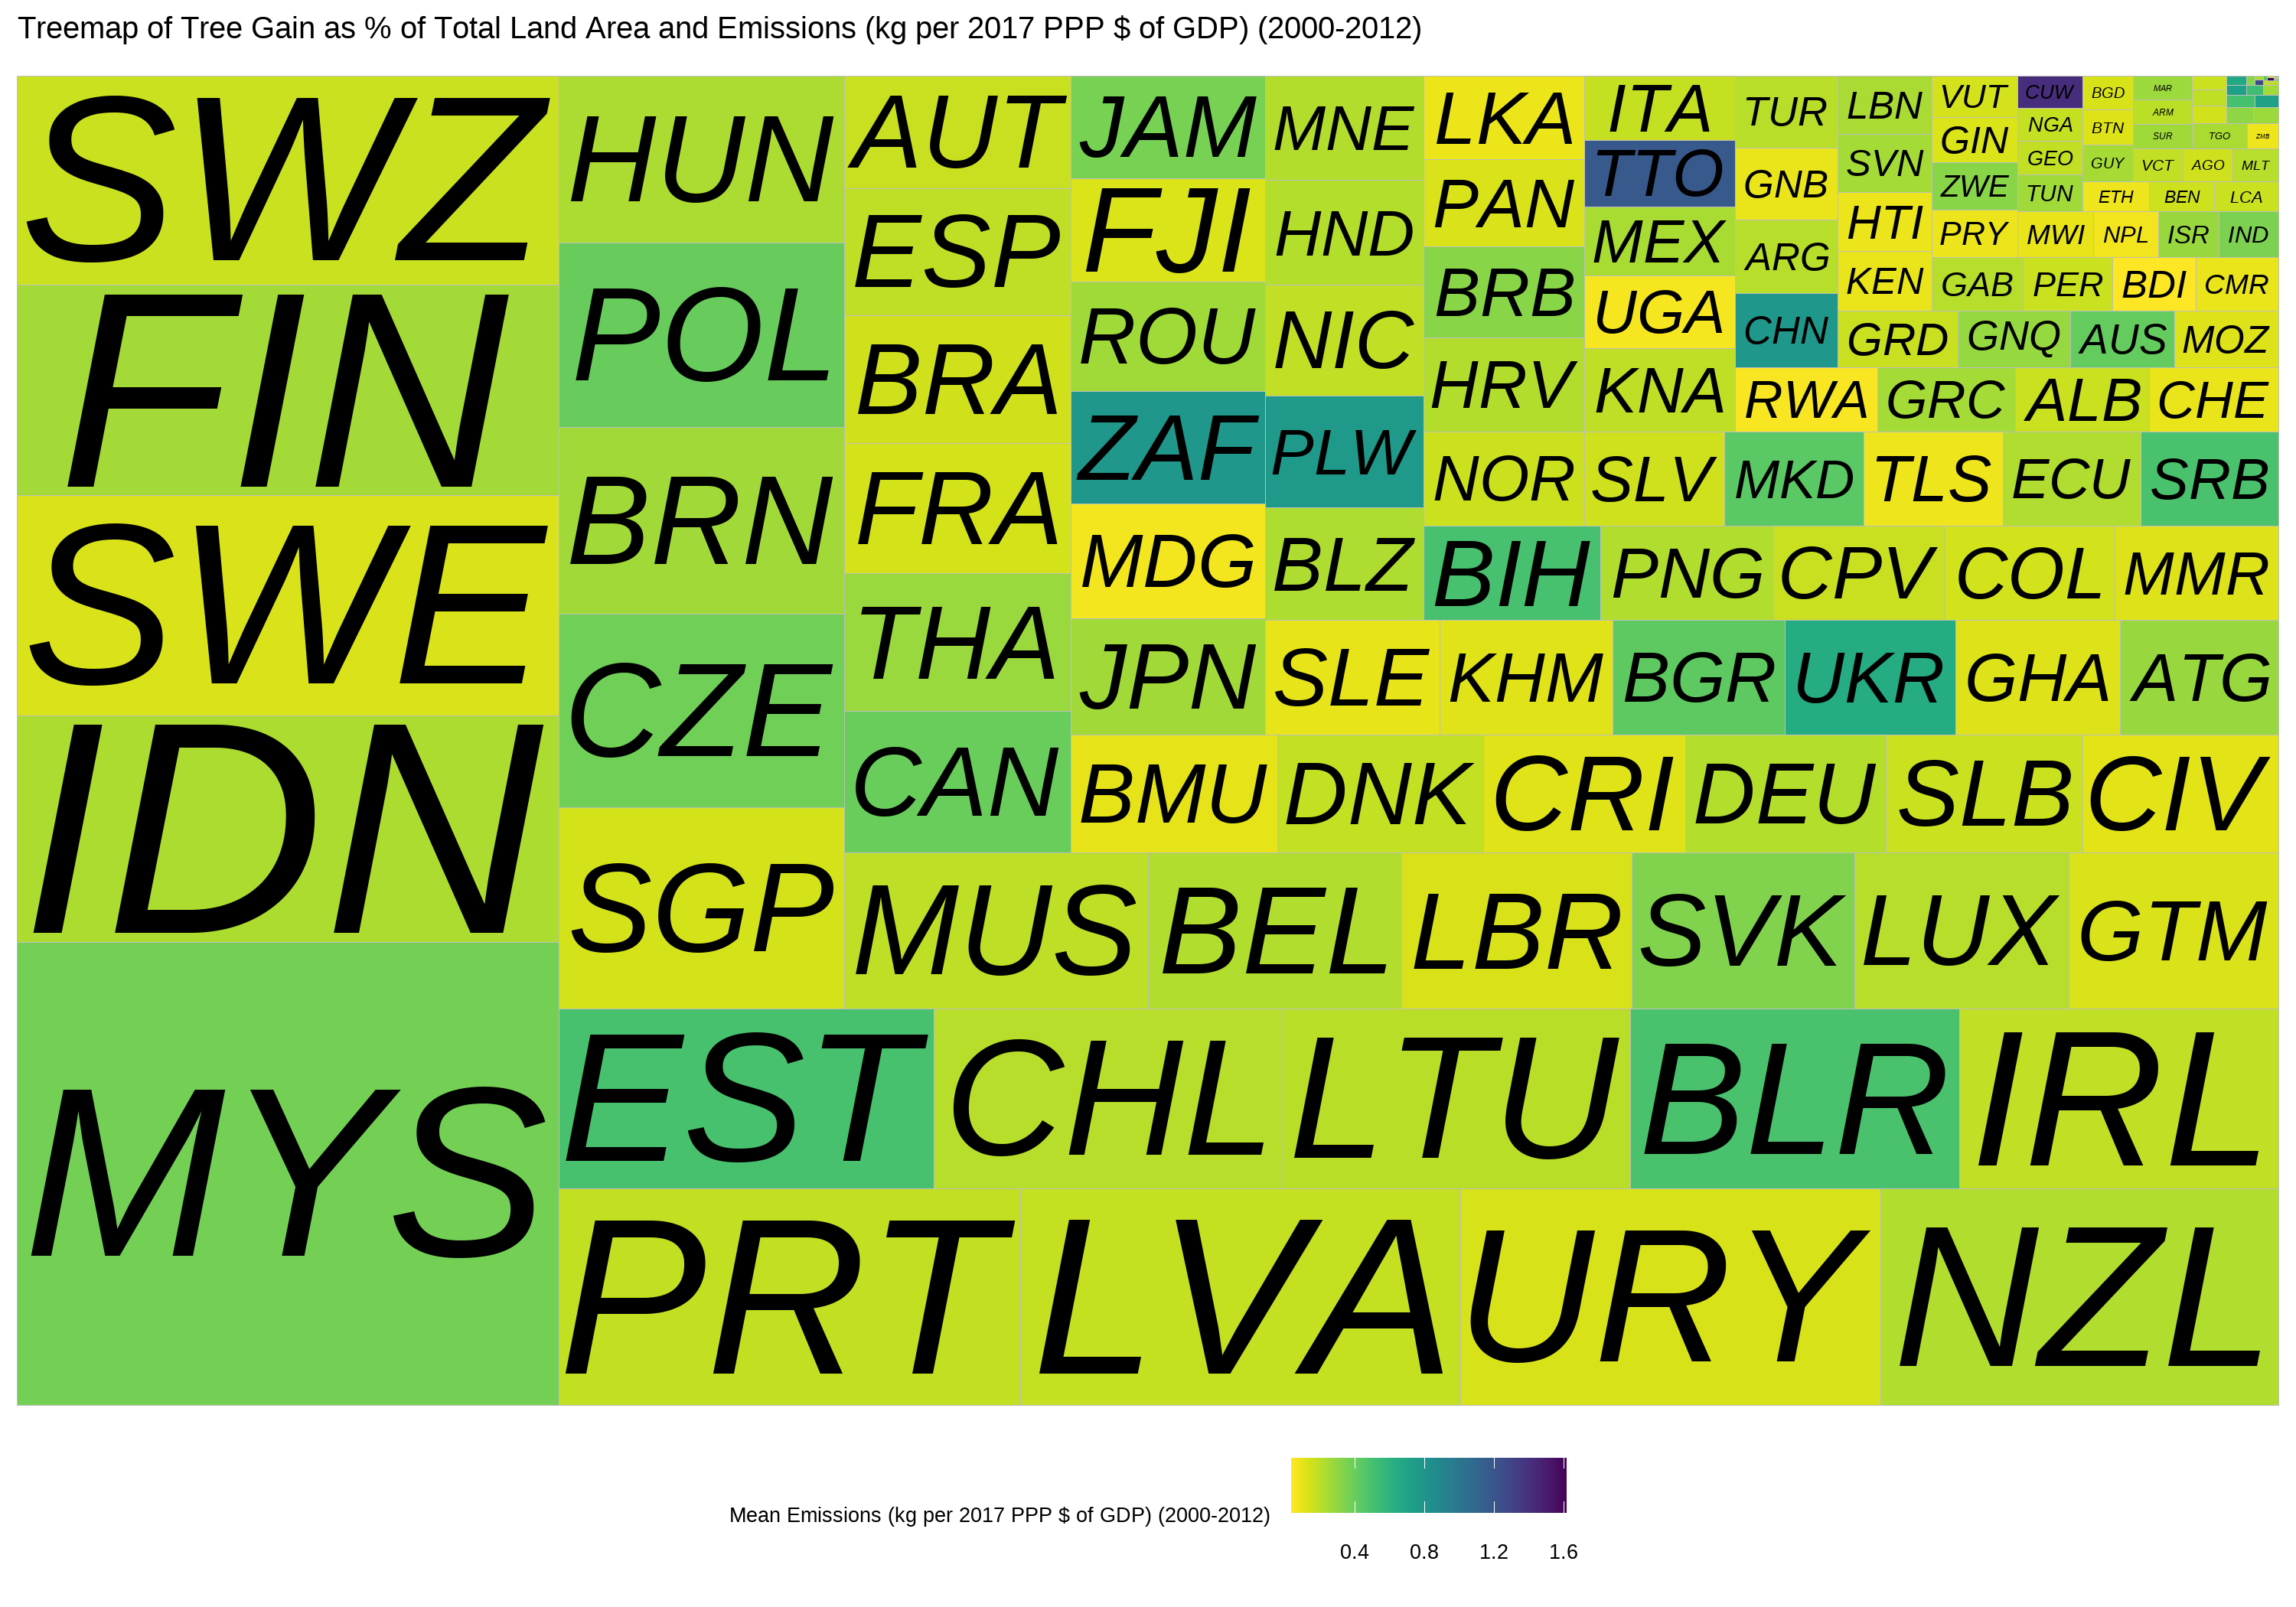 Treemap of Tree Gain as % of Total Land Area and Emissions (kg per 2017 PPP $ of GDP) (2000-2012)
SWZ
FIN
SWE
IDN
MYS
HUN
POL
BRN
CZE
SGP
AUT
ESP
BRA
FRA
THA
CAN
JAM
FJI
ROU
ZAF
MDG
JPN
MNE
HND
NIC
PLW
BLZ
LKA
PAN
BRB
HRV
NOR
ITA
TTO
MEX
UGA
KNA
TUR
GNB
ARG
CHN
LBN
SVN
HTI
KEN
VUT
GIN
ZWE
PRY
CUW
NGA
GEO
TUN
BGD
BTN
GUY
MAR
ARM
SUR
TGO
ZMB
VCT
AGO
MLT
ETH
BEN
LCA
MWI
NPL
ISR
IND
GAB
PER
BDI
CMR
GRD
GNQ
AUS
MOZ
RWA
GRC
ALB
CHE
SLV
MKD
TLS
ECU
SRB
BIH
PNG
CPV
COL
MMR
SLE
KHM
BGR
UKR
GHA
ATG
BMU
DNK
CRI
DEU
SLB
CIV
MUS
BEL
LBR
SVK
LUX
GTM
EST
CHL
LTU
BLR
IRL
PRT
LVA
URY
NZL
Mean Emissions (kg per 2017 PPP $ of GDP) (2000-2012)
0.4 0.8 1.2 1.6